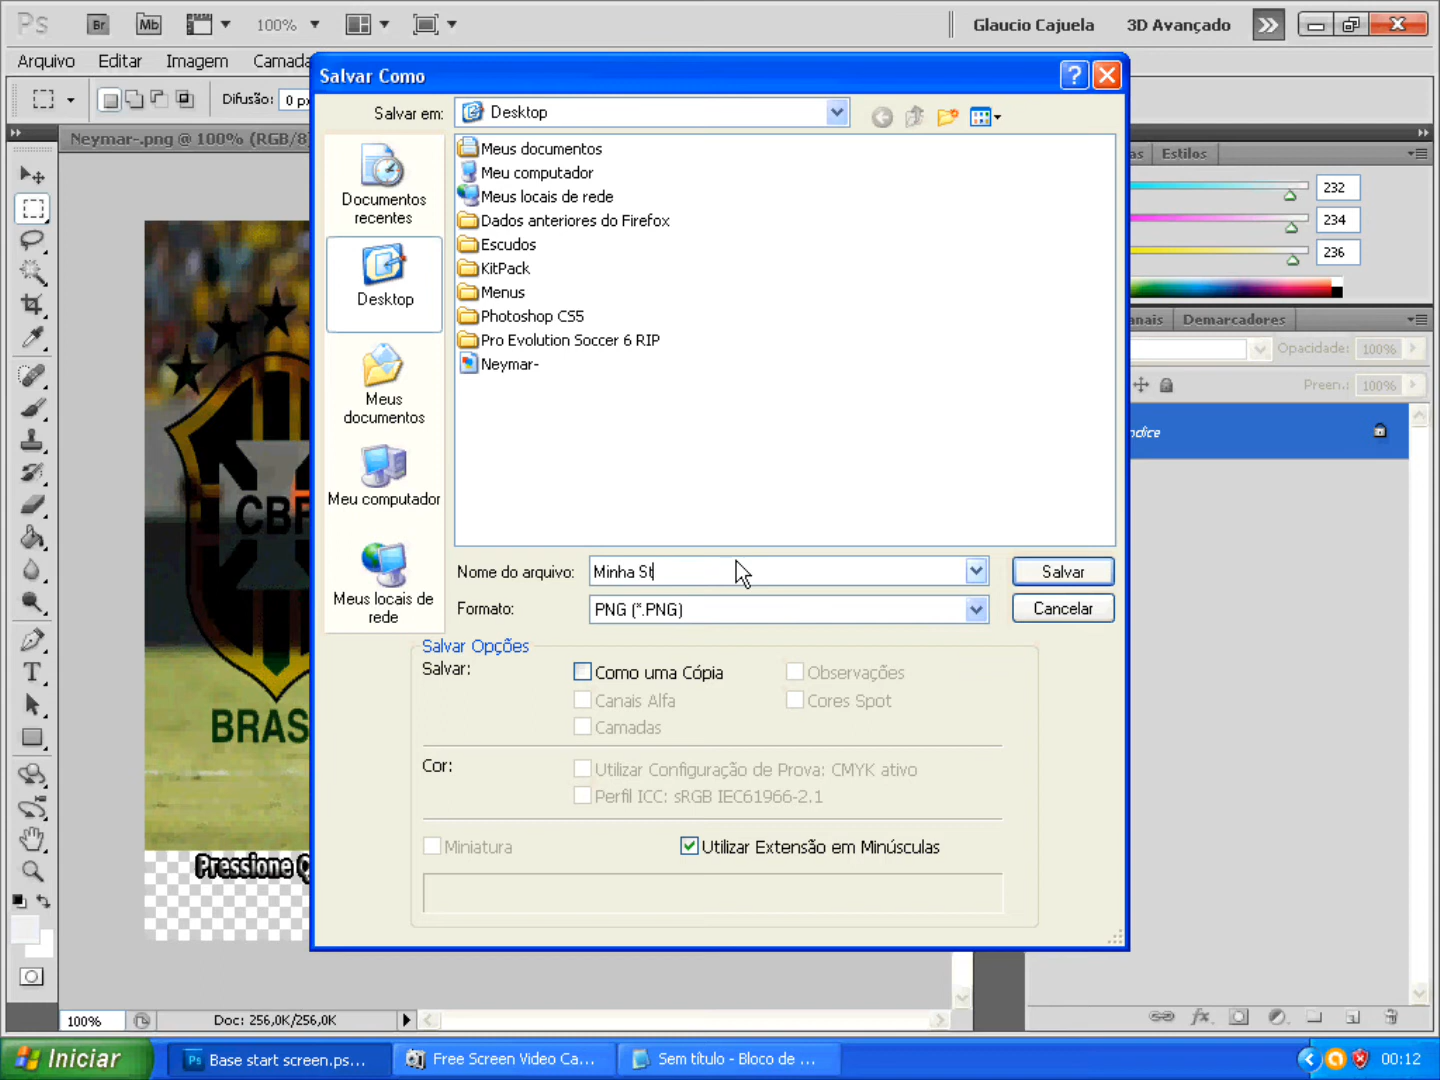 Ps
Br
Mb
100%
Glaucio Cajuela
3D Avançado
Arquivo
Editar
Imagem
Salvar Como
Difusão:
Salvar em:
Desktop
Neymar-.png @ 100% (RGB/8)
Estilos
Documentos
recentes
Desktop
Meus
documentos
Meu computador
Meus locais de
rede
Meus documentos
Meu computador
Meus locais de rede
Dados anteriores do Firefox
Escudos
KitPack
Menus
Photoshop CS5
Pro Evolution Soccer 6 RIP
Neymar-
232
234
236
Demarcadores
Opacidade:
100%
Preen.:
100%
Nome do arquivo:
Minha St
Salvar
Formato:
PNG (*.PNG)
Cancelar
Salvar Opções
Salvar:
Como uma Cópia
Observações
Canais Alfa
Cores Spot
Camadas
Cor:
Utilizar Configuração de Prova: CMYK ativo
Perfil ICC: sRGB IEC61966-2.1
Miniatura
Utilizar Extensão em Minúsculas
Pressione
100%
Doc: 256,0K/256,0K
Iniciar
Base start screen.ps...
Free Screen Video Ca...
Sem título - Bloco de ...
00:12